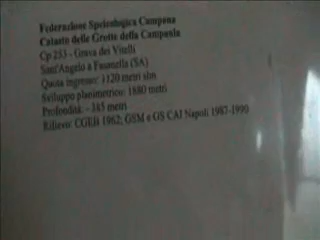 Federazione Speleologica Campana
Catasto delle Grotte della Campania
Cp 253 - Grava dei Vitelli
Sant'Angelo a Fasanella (SA)
Quota ingresso: 1120 metri slm
Sviluppo planimetrico: 1880 metri
Profondità: - 385 metri
Rilievo: CGEB 1962; GSM e GS CAI Napoli 1987-1990